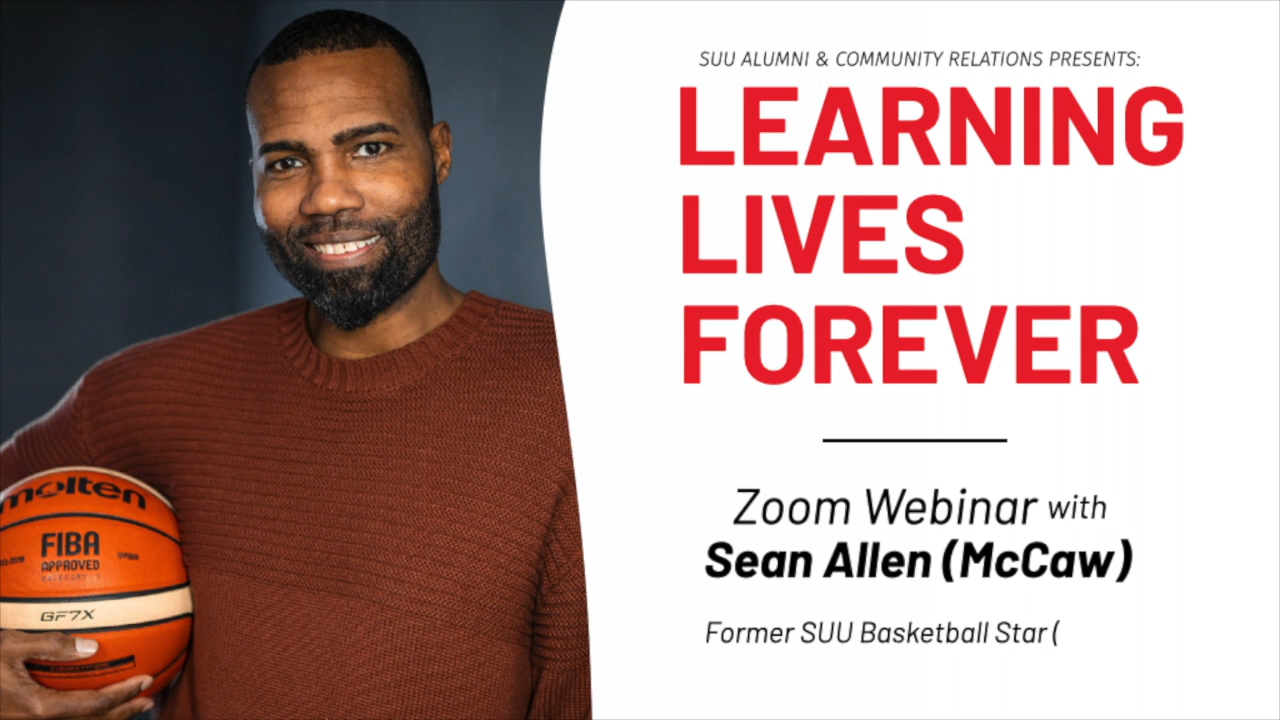 SUU ALUMNI & COMMUNITY RELATIONS PRESENTS:
LEARNING
LIVES
FOREVER
Zoom Webinar with
Sean Allen (McCaw)
Former SUU Basketball Star (
molten
FIBA
APPROVED
GF7X